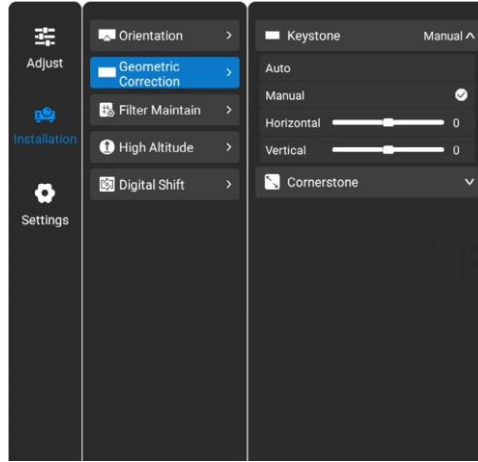 Adjust
Installation
Settings
Orientation
Geometric
Correction
Filter Maintain
High Altitude
Digital Shift
Keystone Manual
Auto
Manual
Horizontal 0
Vertical 0
Cornerstone